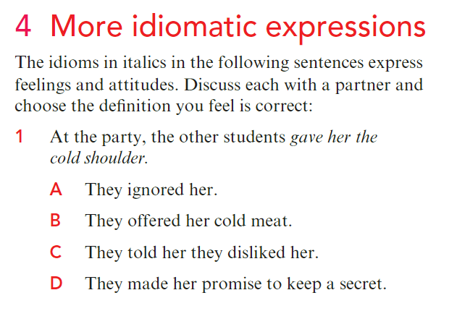 4 More idiomatic expressions
The idioms in italics in the following sentences express
feelings and attitudes. Discuss each with a partner and
choose the definition you feel is correct:
1 At the party, the other students gave her the
cold shoulder.
A They ignored her.
B They offered her cold meat.
C They told her they disliked her.
D They made her promise to keep a secret.